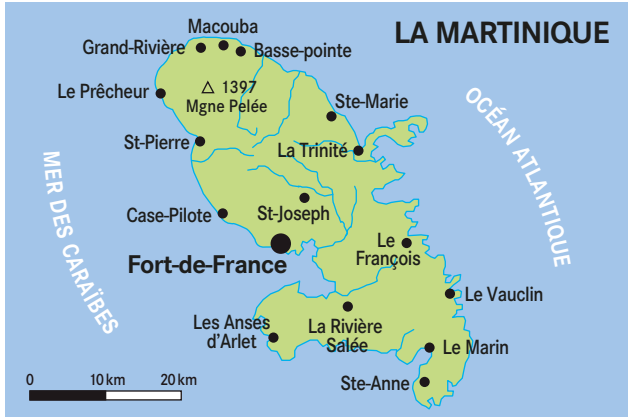 LA MARTINIQUE
Macouba
Grand-Rivière
Basse-pointe
1397
Mgne Pelée
Le Prêcheur
Ste-Marie
OCÉAN ATLANTIQUE
St-Pierre
La Trinité
MER DES CARAÏBES
Case-Pilote
St-Joseph
Fort-de-France
Le
François
Le Vauclin
Les Anses
d'Arlet
La Rivière
Salée
Le Marin
Ste-Anne
0 10 km 20 km